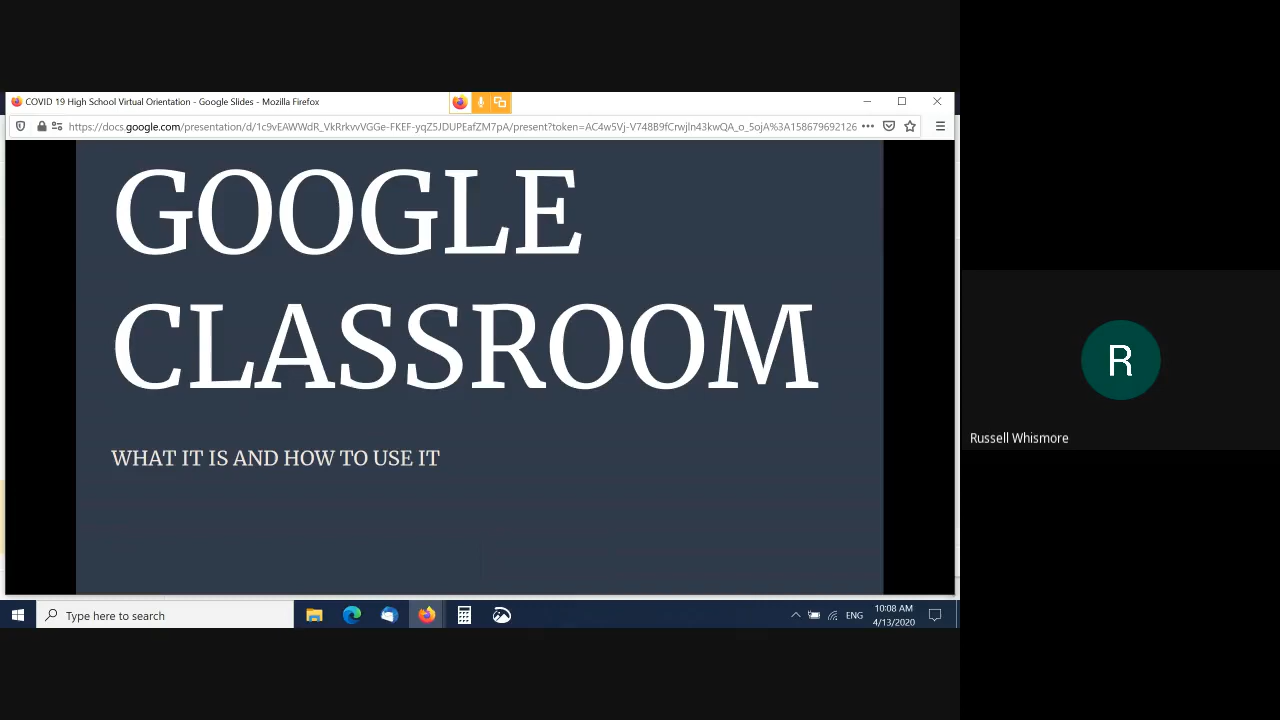 COVID 19 High School Virtual Orientation - Google Slides - Mozilla Firefox
https://docs.google.com/presentation/d/1c9vEAWWdR_VkRrkvvVGGe-FKEF-yqZ5JDUPEafZM7pA/present?token=AC4w5Vj-V748B9fCrwjln43kwQA_o_5ojA%3A158679692126
GOOGLE
CLASSROOM
WHAT IT IS AND HOW TO USE IT
R
Russell Whismore
Type here to search
ENG
10:08 AM
4/13/2020